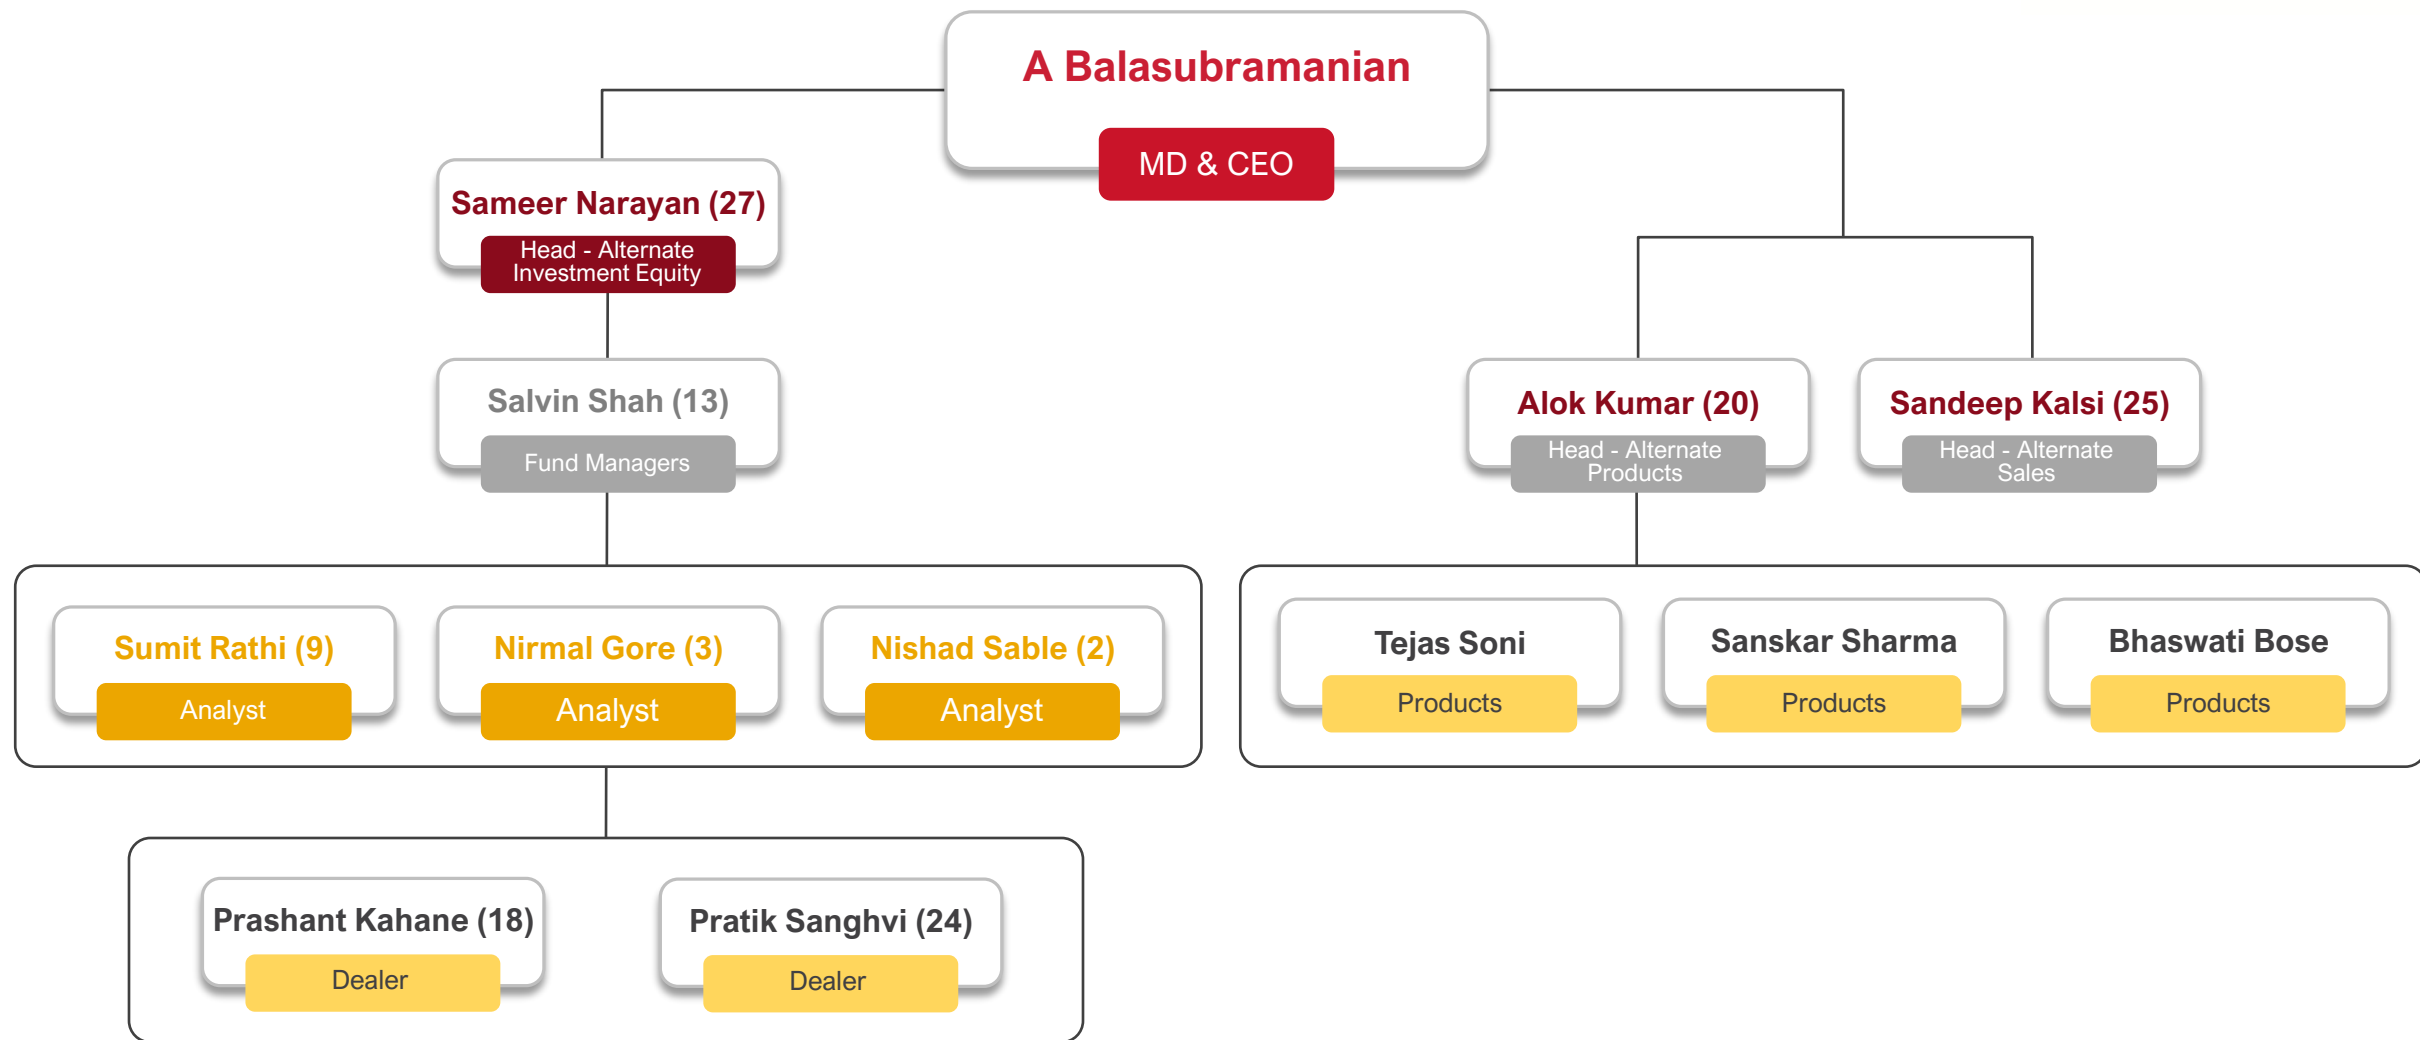 A Balasubramanian
MD & CEO
Sameer Narayan (27)
Head - Alternate
Investment Equity
Salvin Shah (13)
Fund Managers
Alok Kumar (20)
Head - Alternate
Products
Sandeep Kalsi (25)
Head - Alternate
Sales
Sumit Rathi (9)
Analyst
Nirmal Gore (3)
Analyst
Nishad Sable (2)
Analyst
Tejas Soni
Products
Sanskar Sharma
Products
Bhaswati Bose
Products
Prashant Kahane (18)
Dealer
Pratik Sanghvi (24)
Dealer